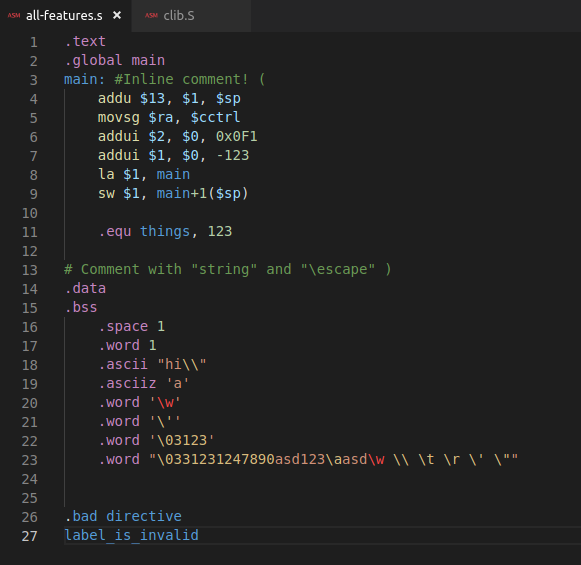 ASM all-features.s × ASM clib.S
1 .text
2 .global main
3 main: #Inline comment! (
4 addu $13, $1, $sp
5 movsg $ra, $cctrl
6 addui $2, $0, 0x0F1
7 addui $1, $0, -123
8 la $1, main
9 sw $1, main+1($sp)
10
11 .equ things, 123
12
13 # Comment with "string" and "\escape" )
14 .data
15 .bss
16 .space 1
17 .word 1
18 .ascii "hi\\"
19 .asciiz 'a'
20 .word '\w'
21 .word '\''
22 .word '\03123'
23 .word "\0331231247890asd123\aasd\w \\ \t \r \' \""
24
25
26 .bad directive
27 label_is_invalid